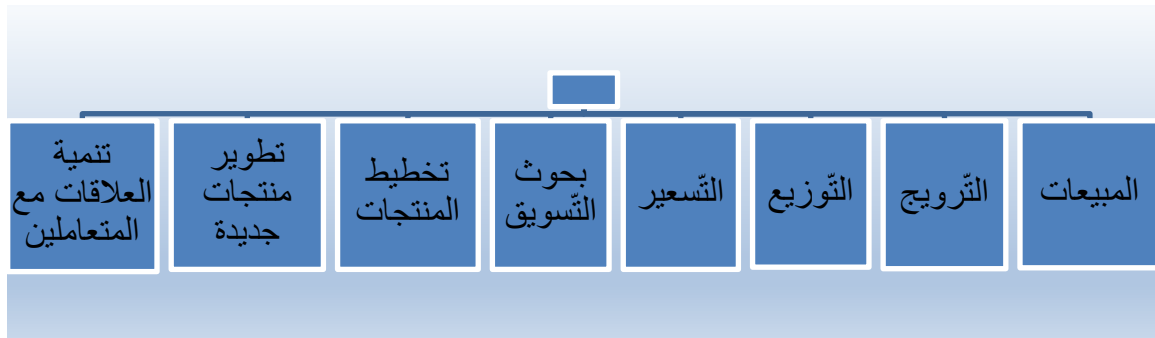 المبيعات
التّرويج
التّوزيع
التّسعير
بحوث
التّسويق
تخطيط
المنتجات
تطوير
منتجات
جديدة
تنمية
العلاقات مع
المتعاملين